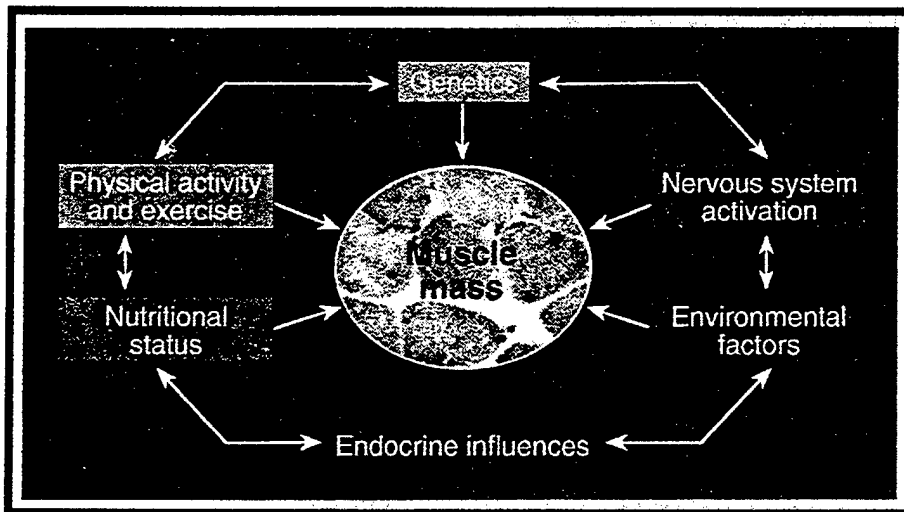 Genetics
Physical activity
and exercise
Nervous system
activation
Muscle
mass
Nutritional
status
Environmental
factors
Endocrine influences